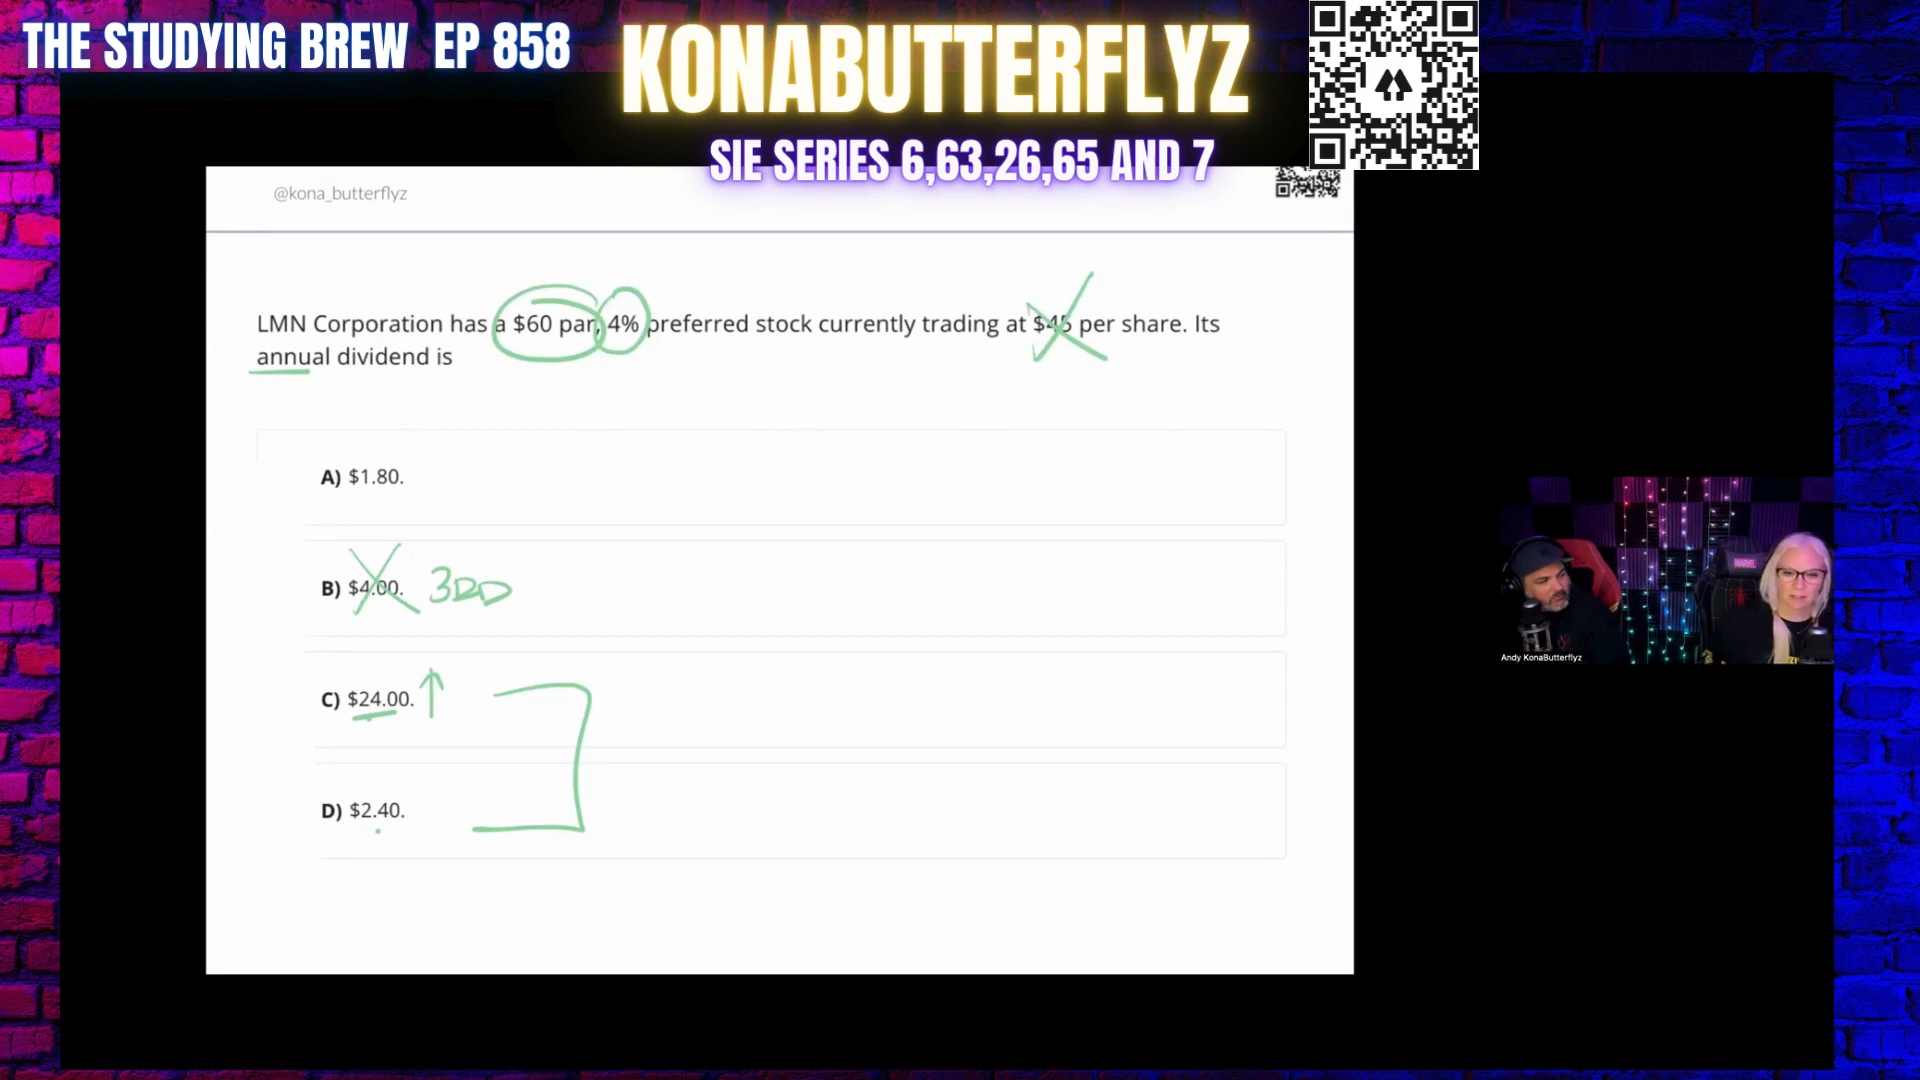 THE STUDYING BREW EP 858
KONABUTTERFLYZ
SIE SERIES 6,63,26,65 AND 7
@kona_butterflyz
LMN Corporation has a $60 par, 4% preferred stock currently trading at $45 per share. Its
annual dividend is
A) $1.80.
B) $4.00.
C) $24.00.
D) $2.40.
Andy KonaButterflyz